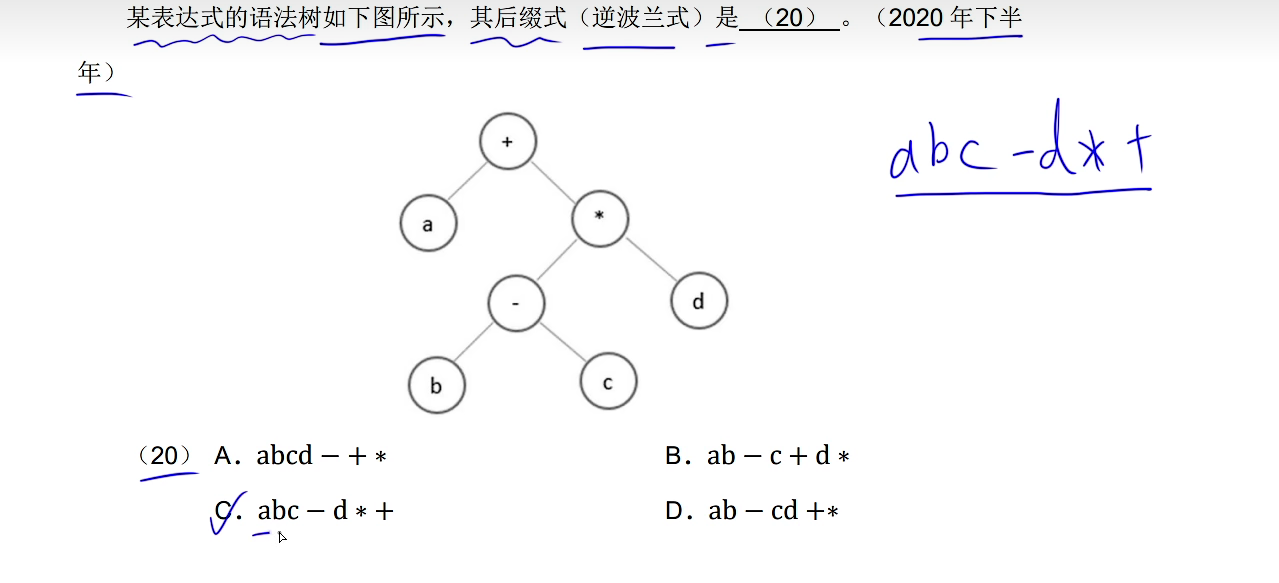 某表达式的语法树如下图所示，其后缀式（逆波兰式）是 （20） 。（2020 年下半
年）
+
abc-d*+
a
*
-
d
b
c
（20） A. abcd − + *
B. ab − c + d *
C. abc − d * +
D. ab − cd +*